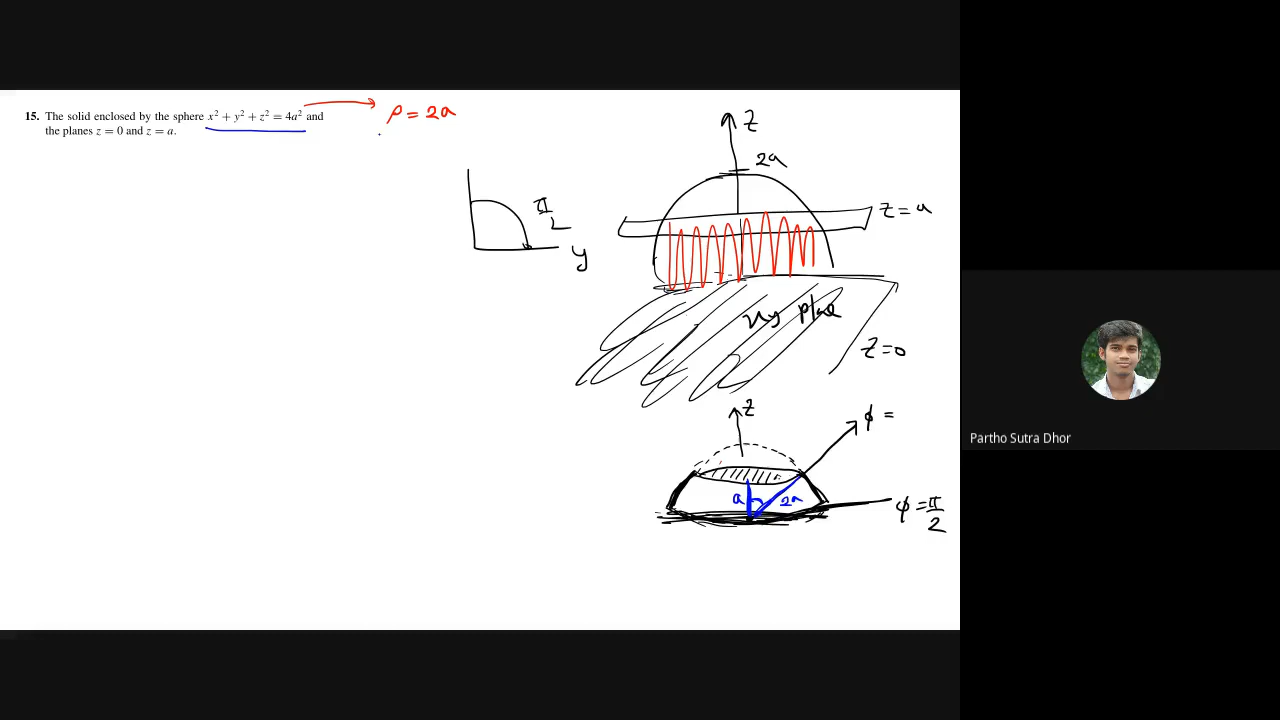 15. The solid enclosed by the sphere x² + y² + z² = 4a² and
the planes z = 0 and z = a.
ρ = 2a
z
2a
z = a
π/2
y
xy plane
z = 0
z
ϕ =
a
2a
ϕ = π/2
Partho Sutra Dhor